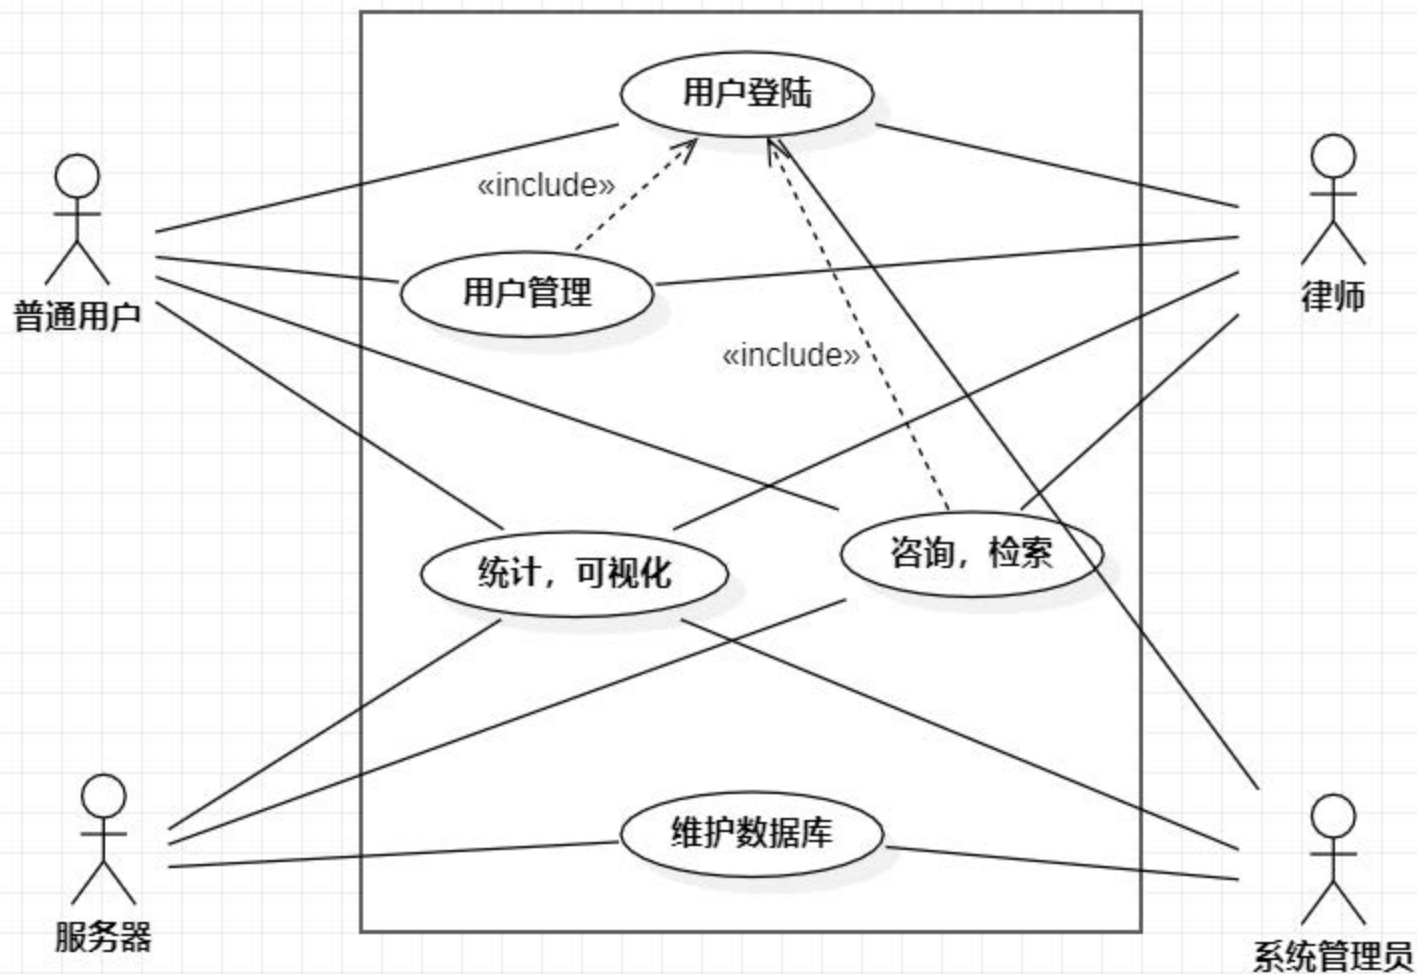 用户登陆
«include»
用户管理
普通用户
律师
«include»
统计，可视化
咨询，检索
维护数据库
服务器
系统管理员